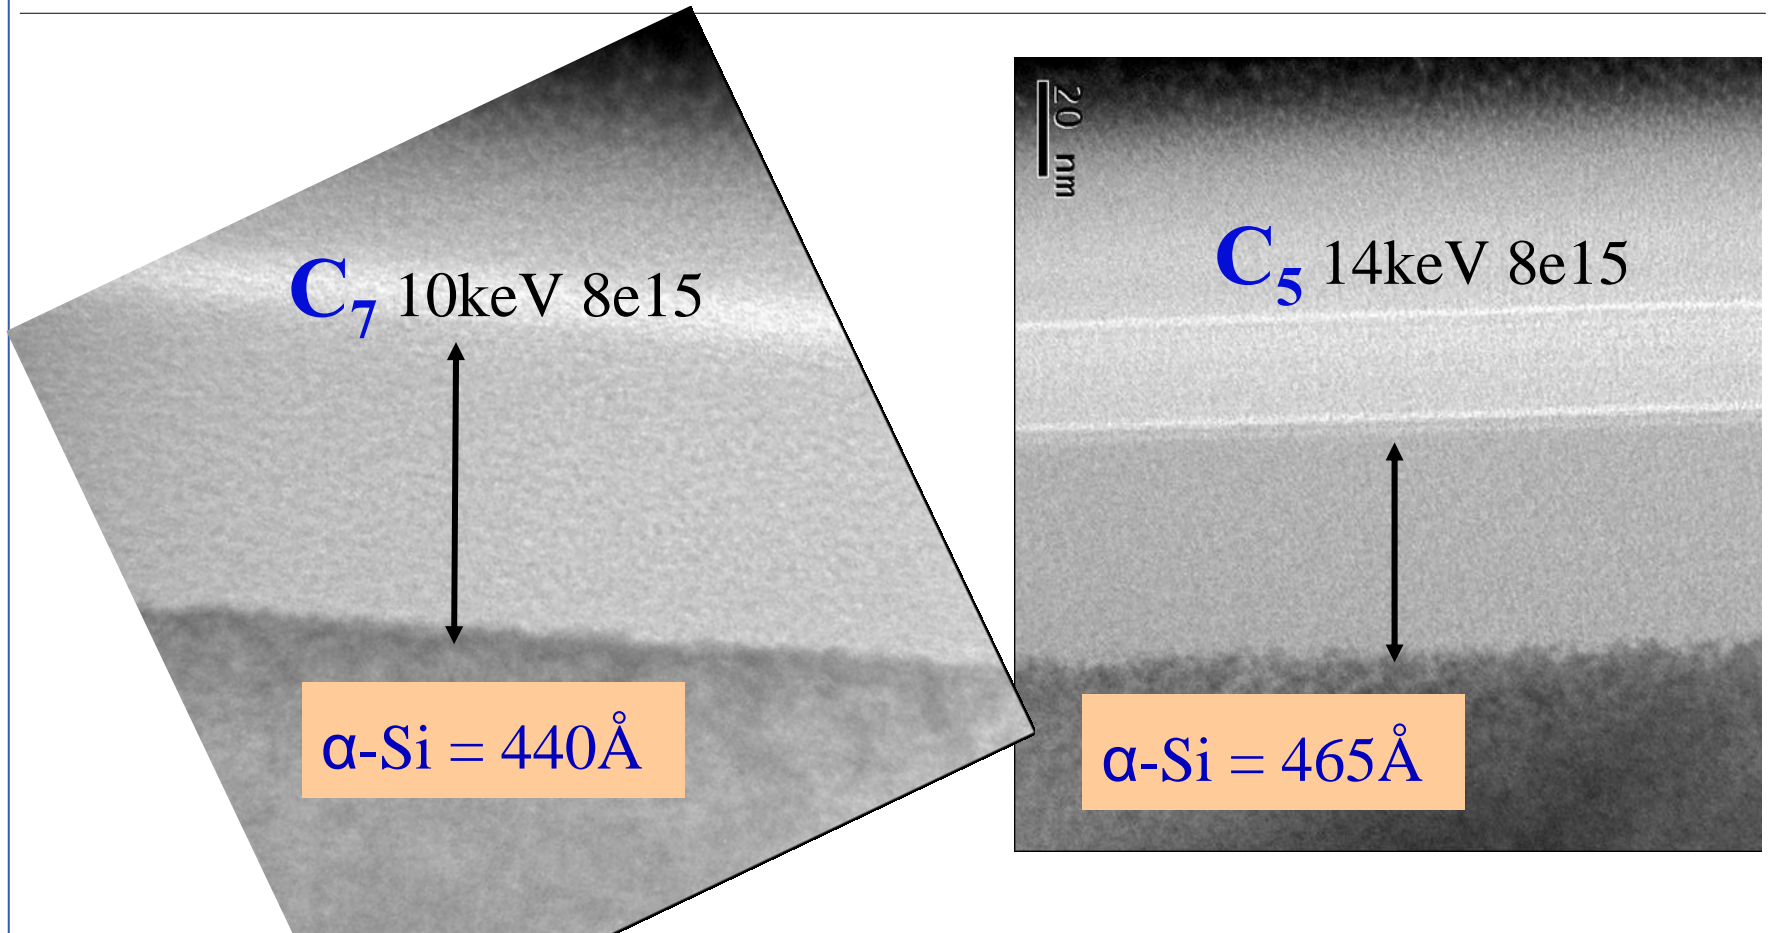 C7 10keV 8e15
α-Si = 440Å
20 nm
C5 14keV 8e15
α-Si = 465Å